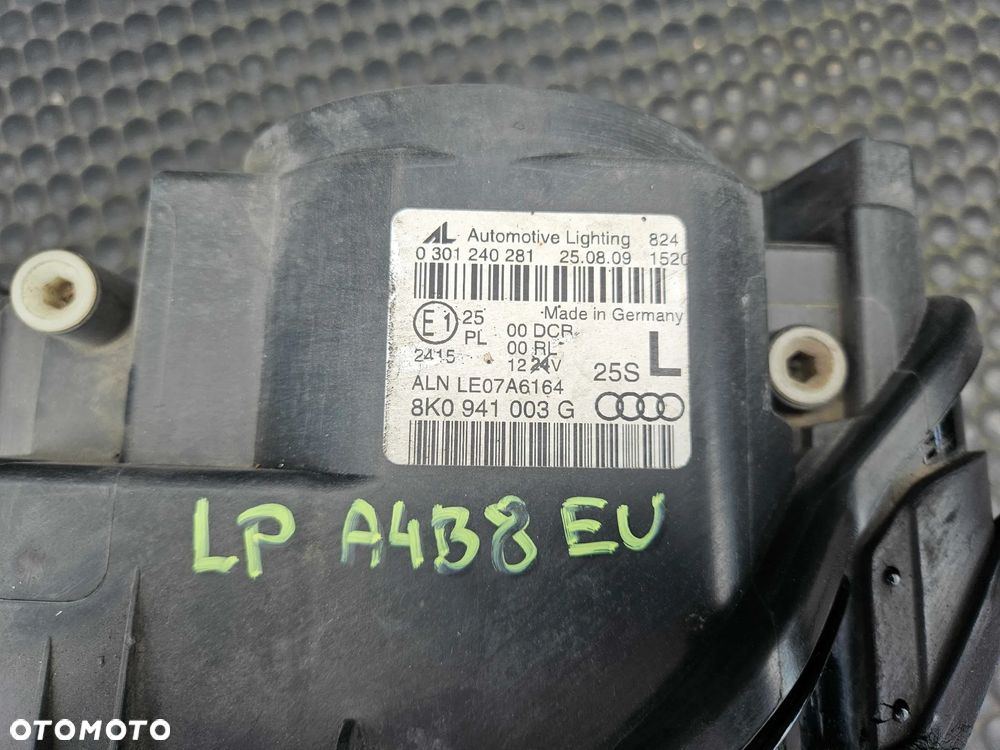 AL Automotive Lighting 824
0 301 240 281 25.08.09 1520
Made in Germany
E1 25 00 DCR
PL 00 RL
2415 12 24V 25S L
ALN LE07A6164
8K0 941 003 G
LP A4B8 EU
OTOMOTO